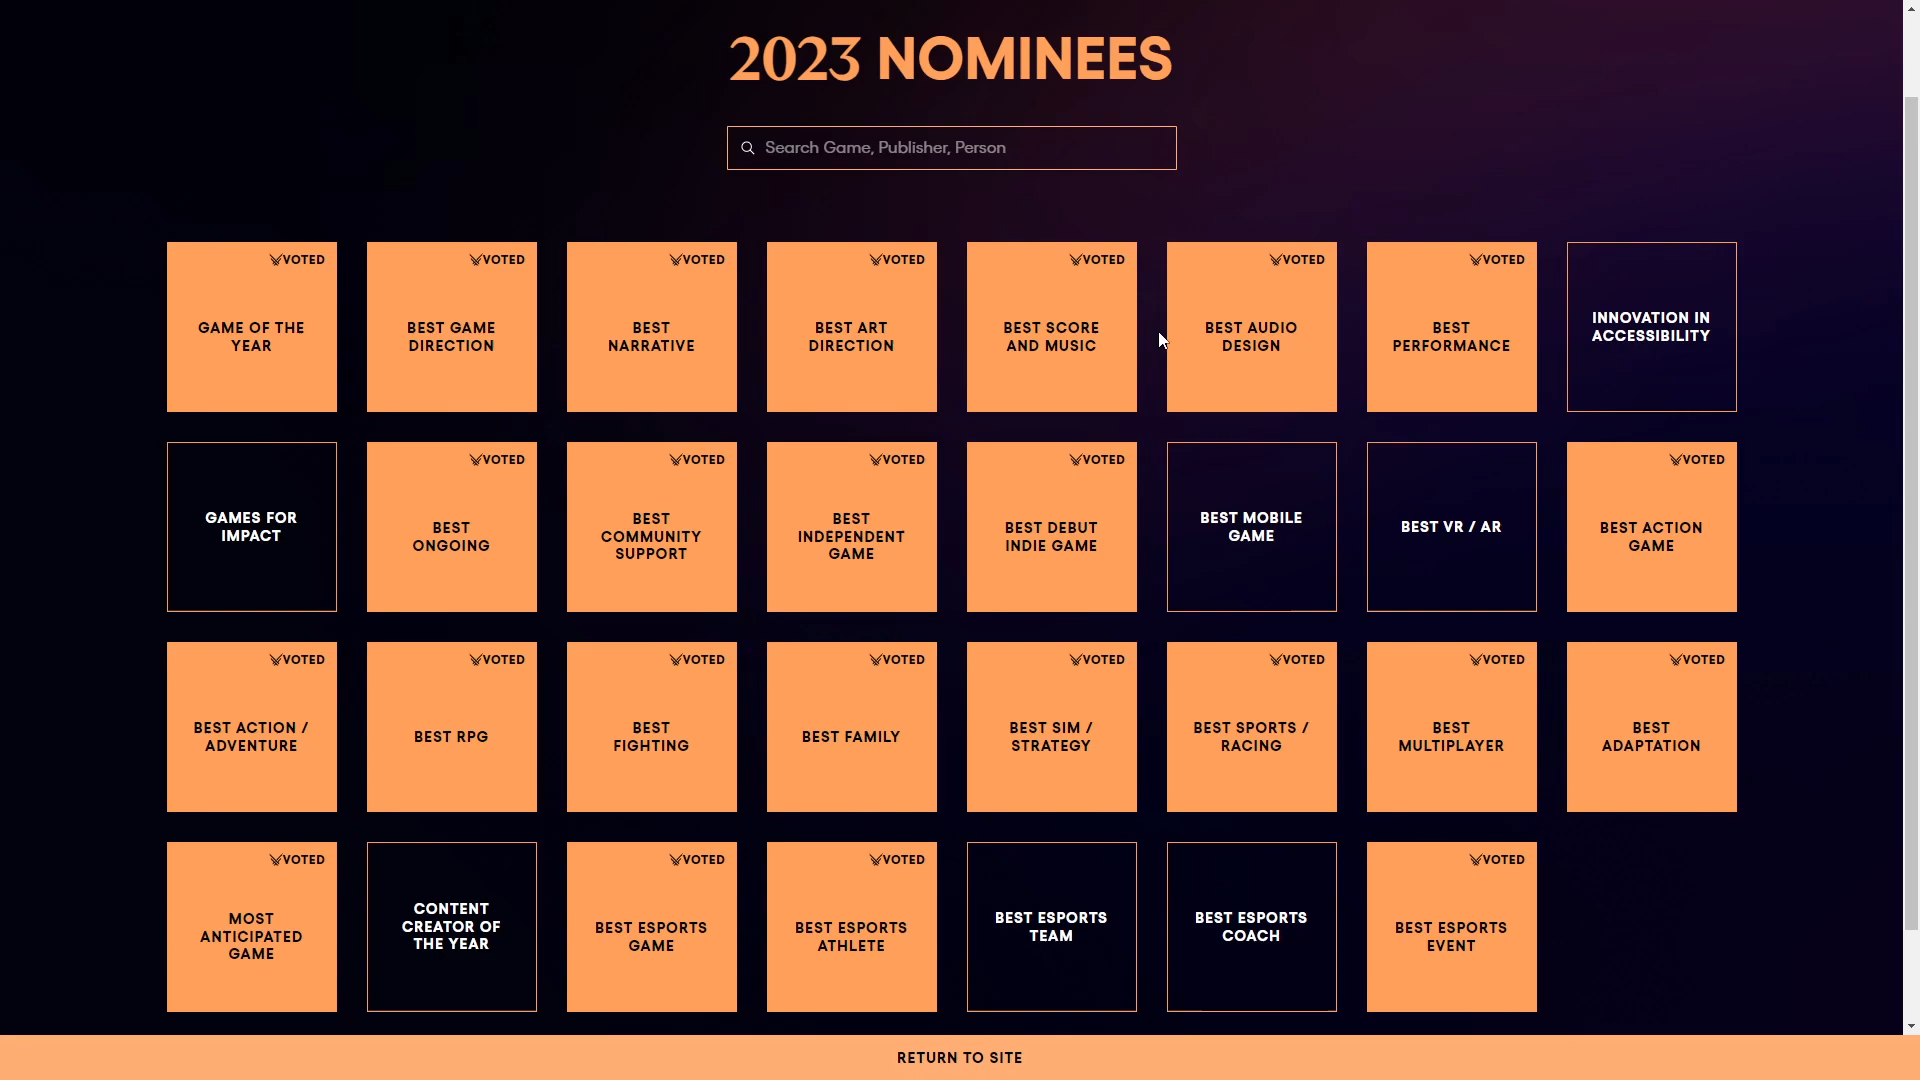 2023 NOMINEES
Search Game, Publisher, Person
VOTED
GAME OF THE
YEAR
VOTED
BEST GAME
DIRECTION
VOTED
BEST
NARRATIVE
VOTED
BEST ART
DIRECTION
VOTED
BEST SCORE
AND MUSIC
VOTED
BEST AUDIO
DESIGN
VOTED
BEST
PERFORMANCE
INNOVATION IN
ACCESSIBILITY
GAMES FOR
IMPACT
VOTED
BEST
ONGOING
VOTED
BEST
COMMUNITY
SUPPORT
VOTED
BEST
INDEPENDENT
GAME
VOTED
BEST DEBUT
INDIE GAME
BEST MOBILE
GAME
BEST VR / AR
VOTED
BEST ACTION
GAME
VOTED
BEST ACTION /
ADVENTURE
VOTED
BEST RPG
VOTED
BEST
FIGHTING
VOTED
BEST FAMILY
VOTED
BEST SIM /
STRATEGY
VOTED
BEST SPORTS /
RACING
VOTED
BEST
MULTIPLAYER
VOTED
BEST
ADAPTATION
VOTED
MOST
ANTICIPATED
GAME
CONTENT
CREATOR OF
THE YEAR
VOTED
BEST ESPORTS
GAME
VOTED
BEST ESPORTS
ATHLETE
BEST ESPORTS
TEAM
BEST ESPORTS
COACH
VOTED
BEST ESPORTS
EVENT
RETURN TO SITE